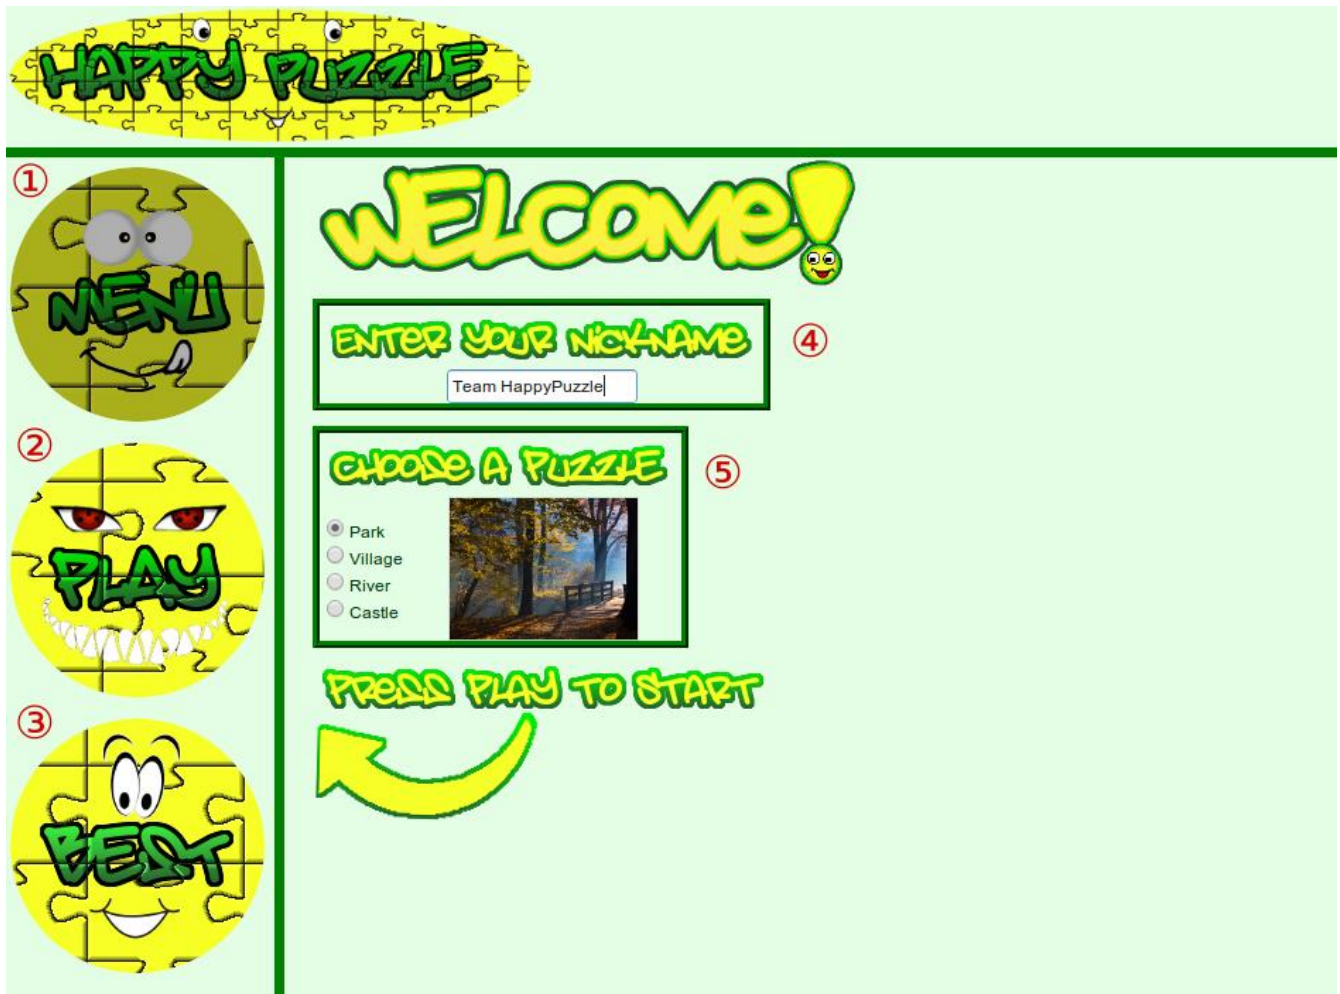 HAPPY PUZZLE
①
MENU
②
PLAY
③
BEST
WELCOME!
ENTER YOUR NICKNAME
④
Team HappyPuzzle
CHOOSE A PUZZLE
⑤
Park
Village
River
Castle
PRESS PLAY TO START